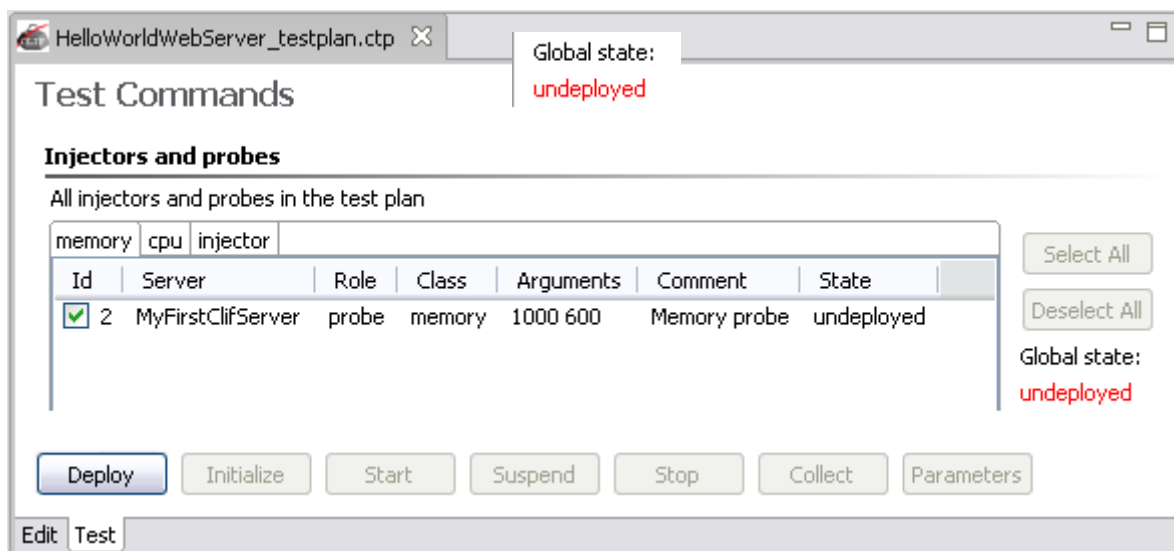 HelloWorldWebServer_testplan.ctp
Global state:
undeployed
Test Commands
Injectors and probes
All injectors and probes in the test plan
memory cpu injector
Id Server Role Class Arguments Comment State
2 MyFirstClifServer probe memory 1000 600 Memory probe undeployed
Select All
Deselect All
Global state:
undeployed
Deploy Initialize Start Suspend Stop Collect Parameters
Edit Test